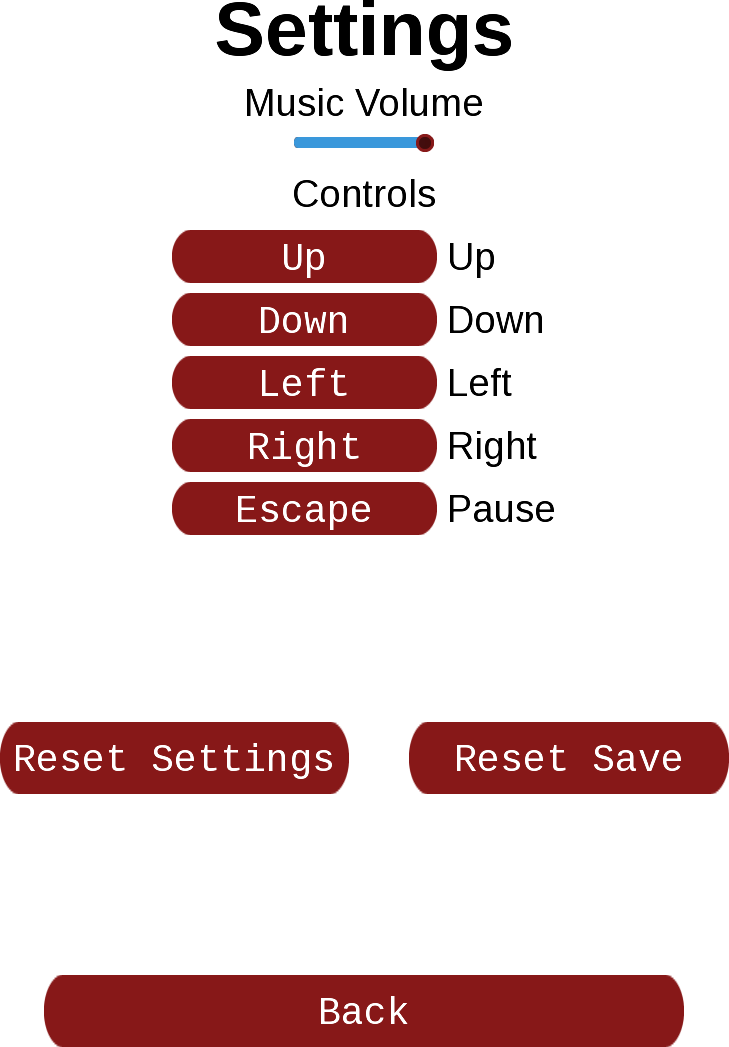 Settings
Music Volume
Controls
Up Up
Down Down
Left Left
Right Right
Escape Pause
Reset Settings Reset Save
Back